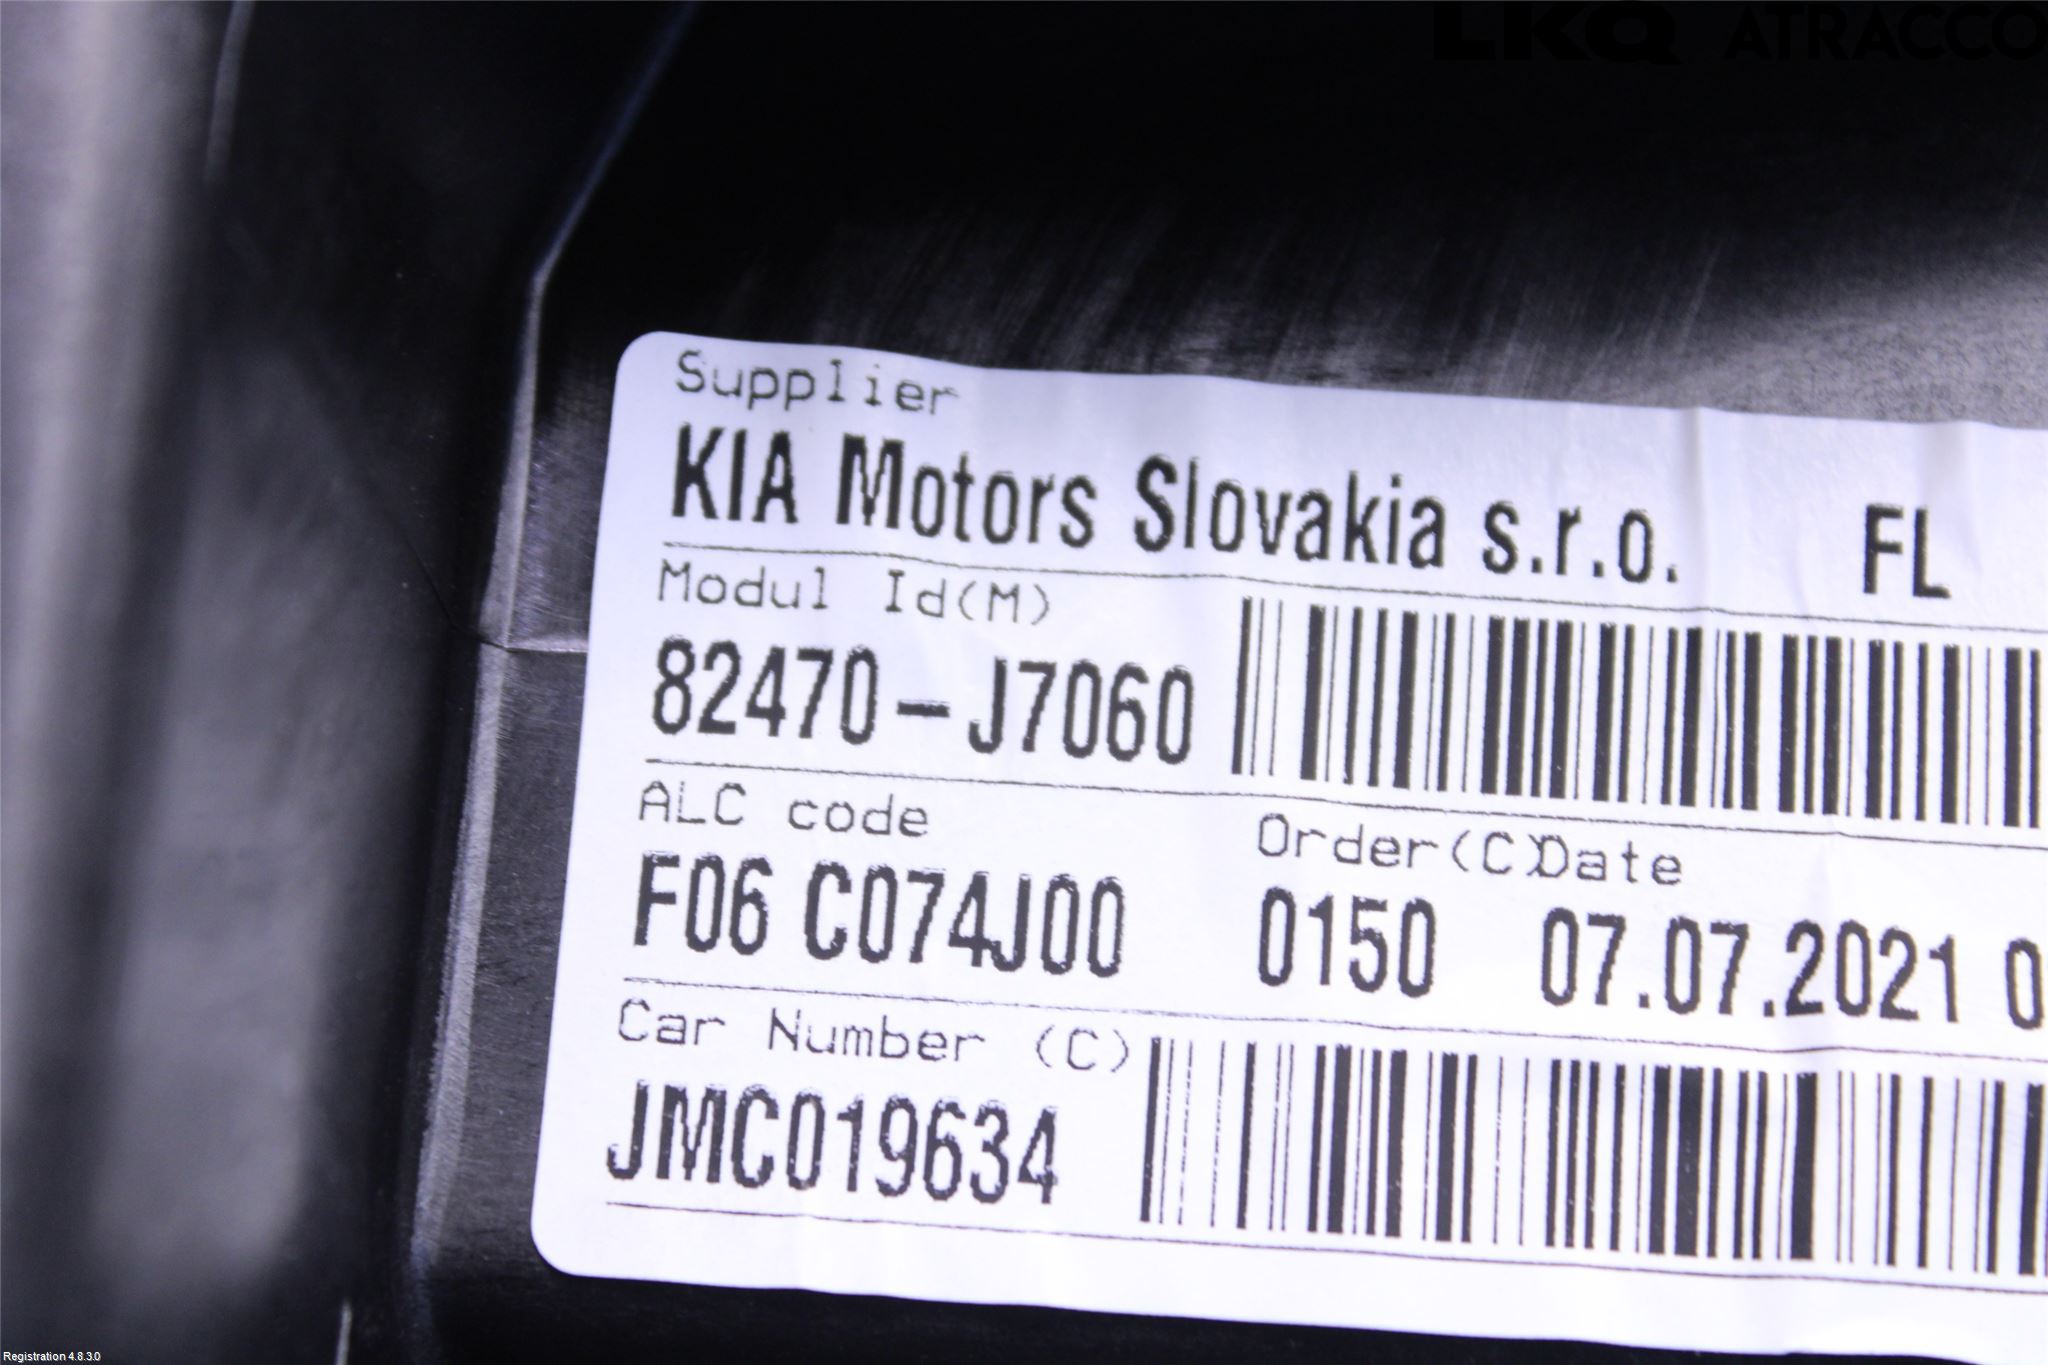 LKQ ATRACCO
Supplier
KIA Motors Slovakia s.r.o. FL
Modul Id(M)
82470-J7060
ALC code Order(C)Date
F06 C074J00 0150 07.07.2021 0
Car Number (C)
JMC019634
Registration 4.8.3.0